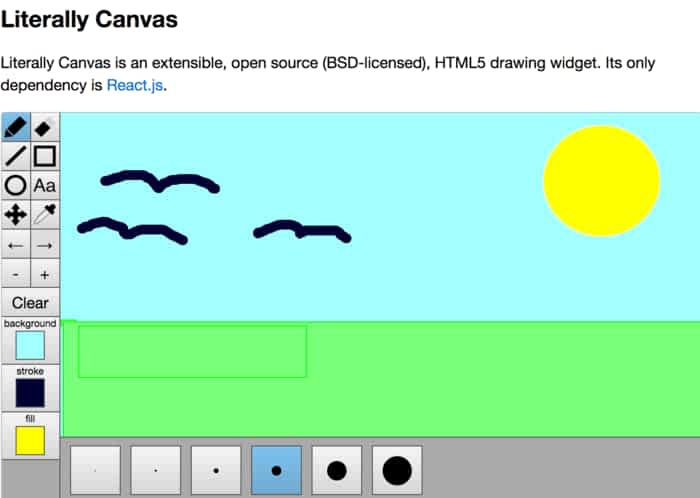 Literally Canvas
Literally Canvas is an extensible, open source (BSD-licensed), HTML5 drawing widget. Its only
dependency is React.js.
Aa
← →
- +
Clear
background
stroke
fill